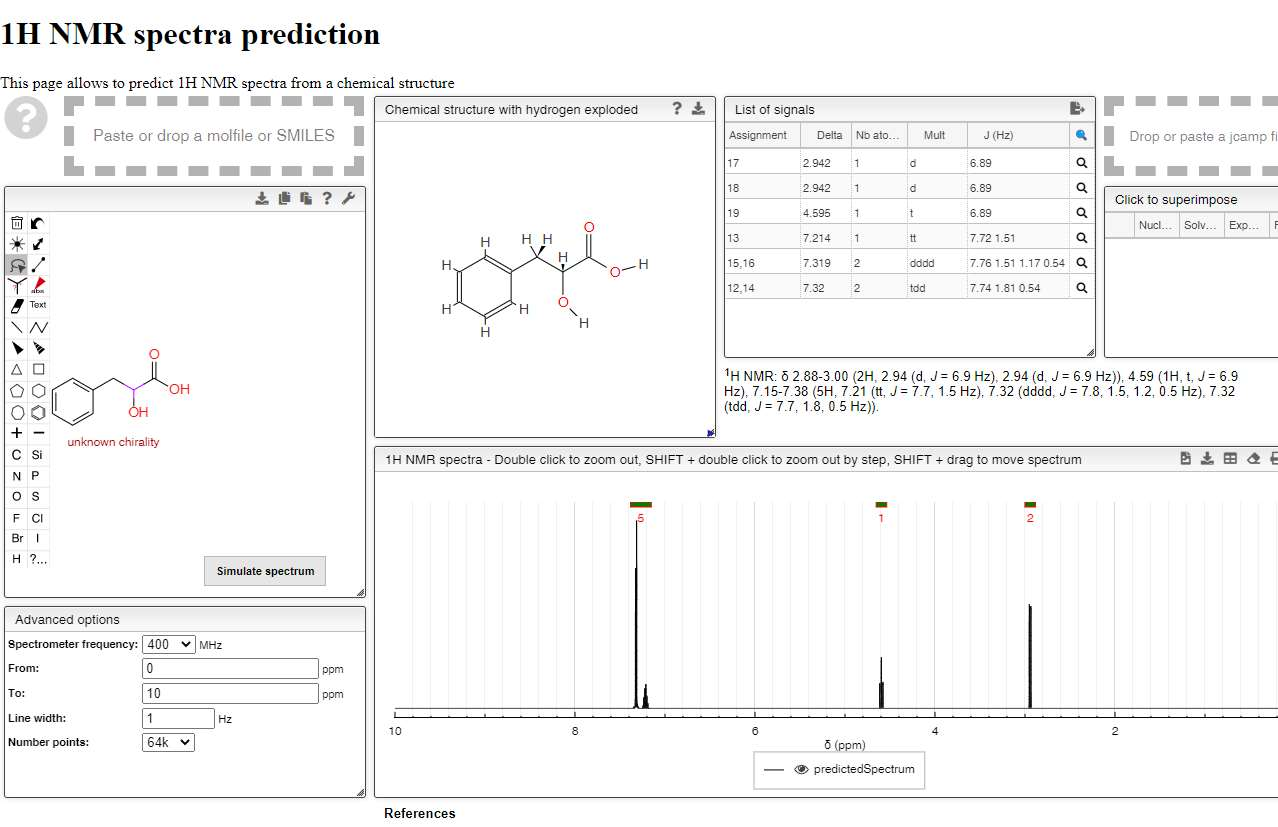 1H NMR spectra prediction
This page allows to predict 1H NMR spectra from a chemical structure
?
Paste or drop a molfile or SMILES
Text
abc
C Si
N P
O S
F Cl
Br I
H ?...
O
OH
OH
unknown chirality
Simulate spectrum
Advanced options
Spectrometer frequency: 400 MHz
From: 0 ppm
To: 10 ppm
Line width: 1 Hz
Number points: 64k
Chemical structure with hydrogen exploded ?
O
H H H
H H
O H
H H O
H H
List of signals
Assignment Delta Nb ato... Mult J (Hz)
17 2.942 1 d 6.89
18 2.942 1 d 6.89
19 4.595 1 t 6.89
13 7.214 1 tt 7.72 1.51
15,16 7.319 2 dddd 7.76 1.51 1.17 0.54
12,14 7.32 2 tdd 7.74 1.81 0.54
Drop or paste a jcamp fi
Click to superimpose
Nucl... Solv... Exp... F
1H NMR: δ 2.88-3.00 (2H, 2.94 (d, J = 6.9 Hz), 2.94 (d, J = 6.9 Hz)), 4.59 (1H, t, J = 6.9
Hz), 7.15-7.38 (5H, 7.21 (tt, J = 7.7, 1.5 Hz), 7.32 (dddd, J = 7.8, 1.5, 1.2, 0.5 Hz), 7.32
(tdd, J = 7.7, 1.8, 0.5 Hz)).
1H NMR spectra - Double click to zoom out, SHIFT + double click to zoom out by step, SHIFT + drag to move spectrum
5 1 2
10 8 6 4 2
δ (ppm)
predictedSpectrum
References